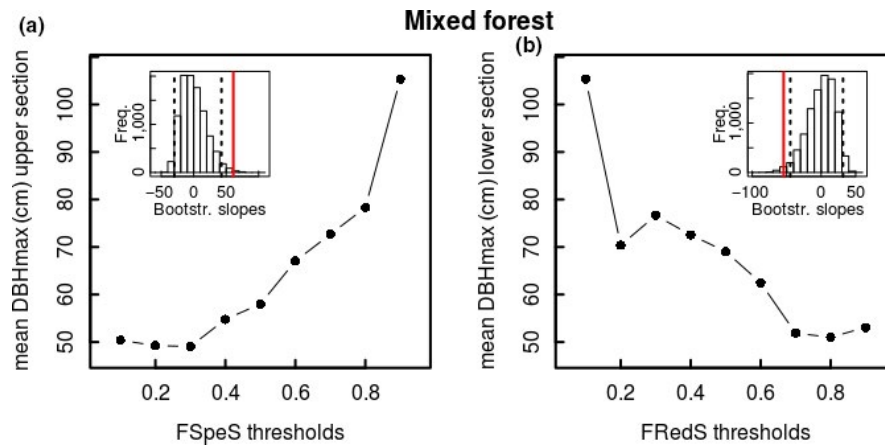 Mixed forest
(a)
mean DBHmax (cm) upper section
100
90
80
70
60
50
0.2 0.4 0.6 0.8
FSpeS thresholds
Freq.
0 1,000
−50 0 50
Bootstr. slopes
(b)
mean DBHmax (cm) lower section
100
90
80
70
60
50
0.2 0.4 0.6 0.8
FRedS thresholds
Freq.
0 1,000
−100 0
Bootstr. slopes